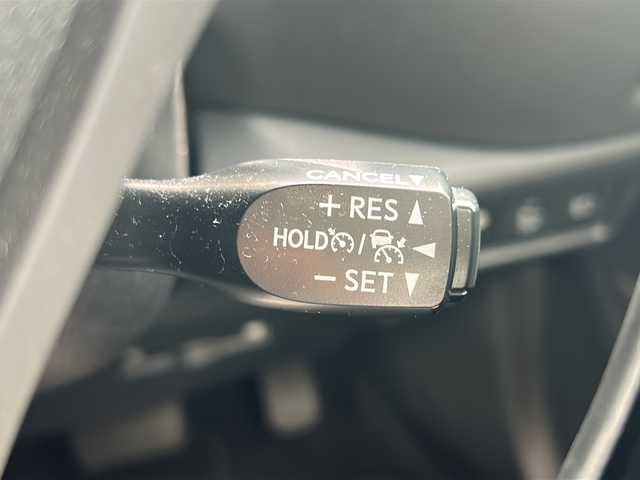 CANCEL▼
+ RES ▲
HOLD / ◀
− SET ▼